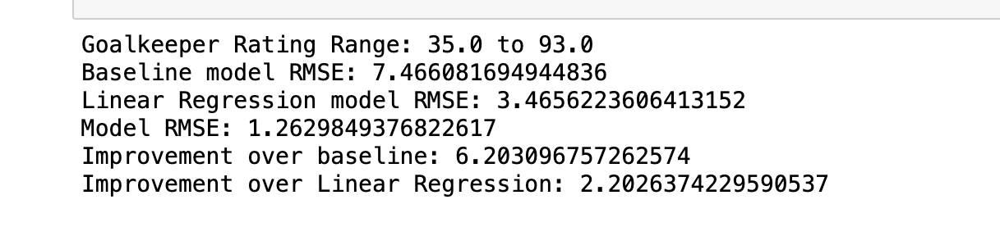 Goalkeeper Rating Range: 35.0 to 93.0
Baseline model RMSE: 7.466081694944836
Linear Regression model RMSE: 3.4656223606413152
Model RMSE: 1.2629849376822617
Improvement over baseline: 6.203096757262574
Improvement over Linear Regression: 2.2026374229590537